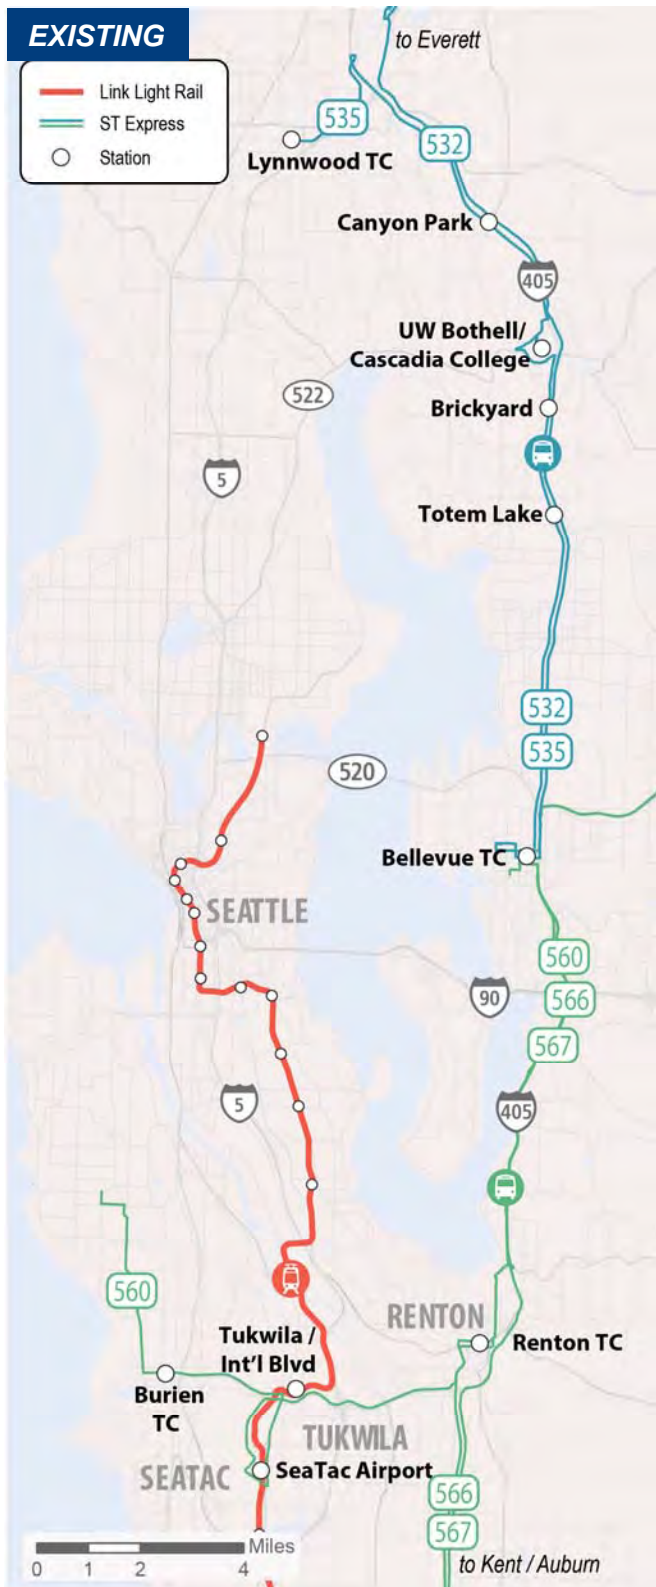 EXISTING
to Everett
Link Light Rail
ST Express
Station
535
532
Lynnwood TC
Canyon Park
405
UW Bothell/
Cascadia College
522
Brickyard
5
Totem Lake
532
520
535
Bellevue TC
SEATTLE
560
90
566
567
5
405
560
RENTON
Tukwila /
Int'l Blvd
Renton TC
Burien
TC
TUKWILA
SEATAC
SeaTac Airport
566
567
Miles
0 1 2 4
to Kent / Auburn